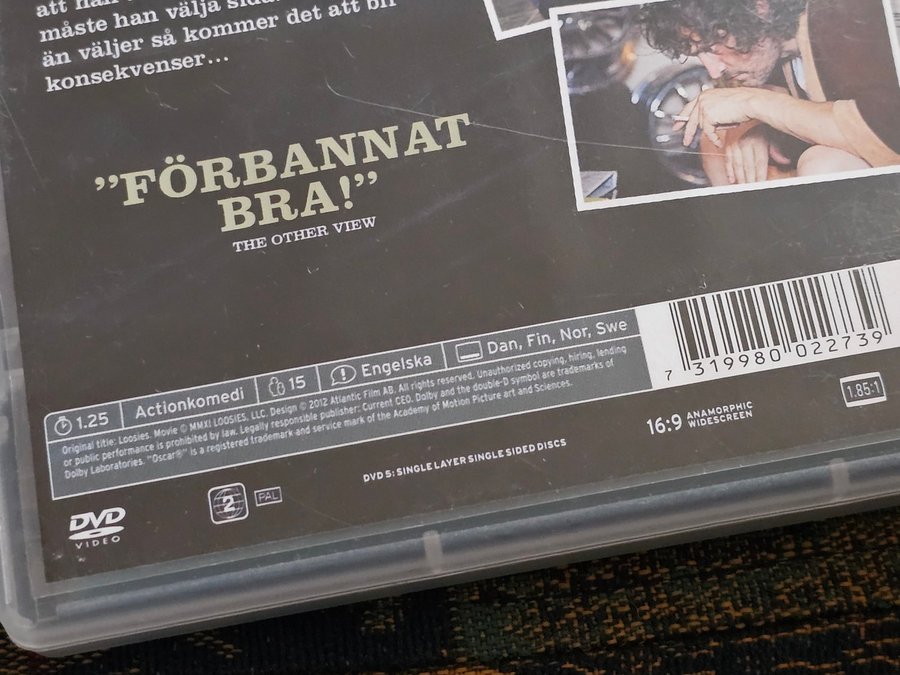 att han
måste han välja
än väljer så kommer det att bli
konsekvenser...
”FÖRBANNAT
BRA!”
THE OTHER VIEW
1.25 Actionkomedi 15 Engelska Dan, Fin, Nor, Swe
Original title: Loosies. Movie © MMXI LOOSIES, LLC. Design © 2012 Atlantic Film AB. All rights reserved. Unauthorized copying, hiring, lending
or public performance is prohibited by law. Legally responsible publisher: Current CEO. Dolby and the double-D symbol are trademarks of
Dolby Laboratories. "Oscar®" is a registered trademark and service mark of the Academy of Motion Picture art and Sciences.
7 319980 022739
1.85:1
16:9 ANAMORPHIC
WIDESCREEN
DVD 5: SINGLE LAYER SINGLE SIDED DISCS
2 PAL
DVD
VIDEO